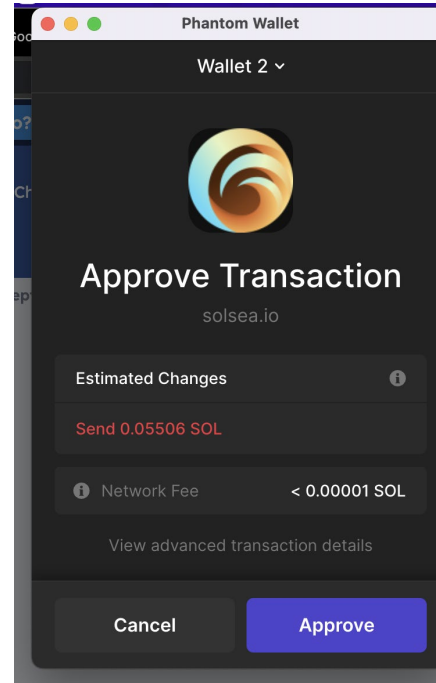 Phantom Wallet
Wallet 2
Approve Transaction
solsea.io
Estimated Changes
Send 0.05506 SOL
Network Fee < 0.00001 SOL
View advanced transaction details
Cancel Approve